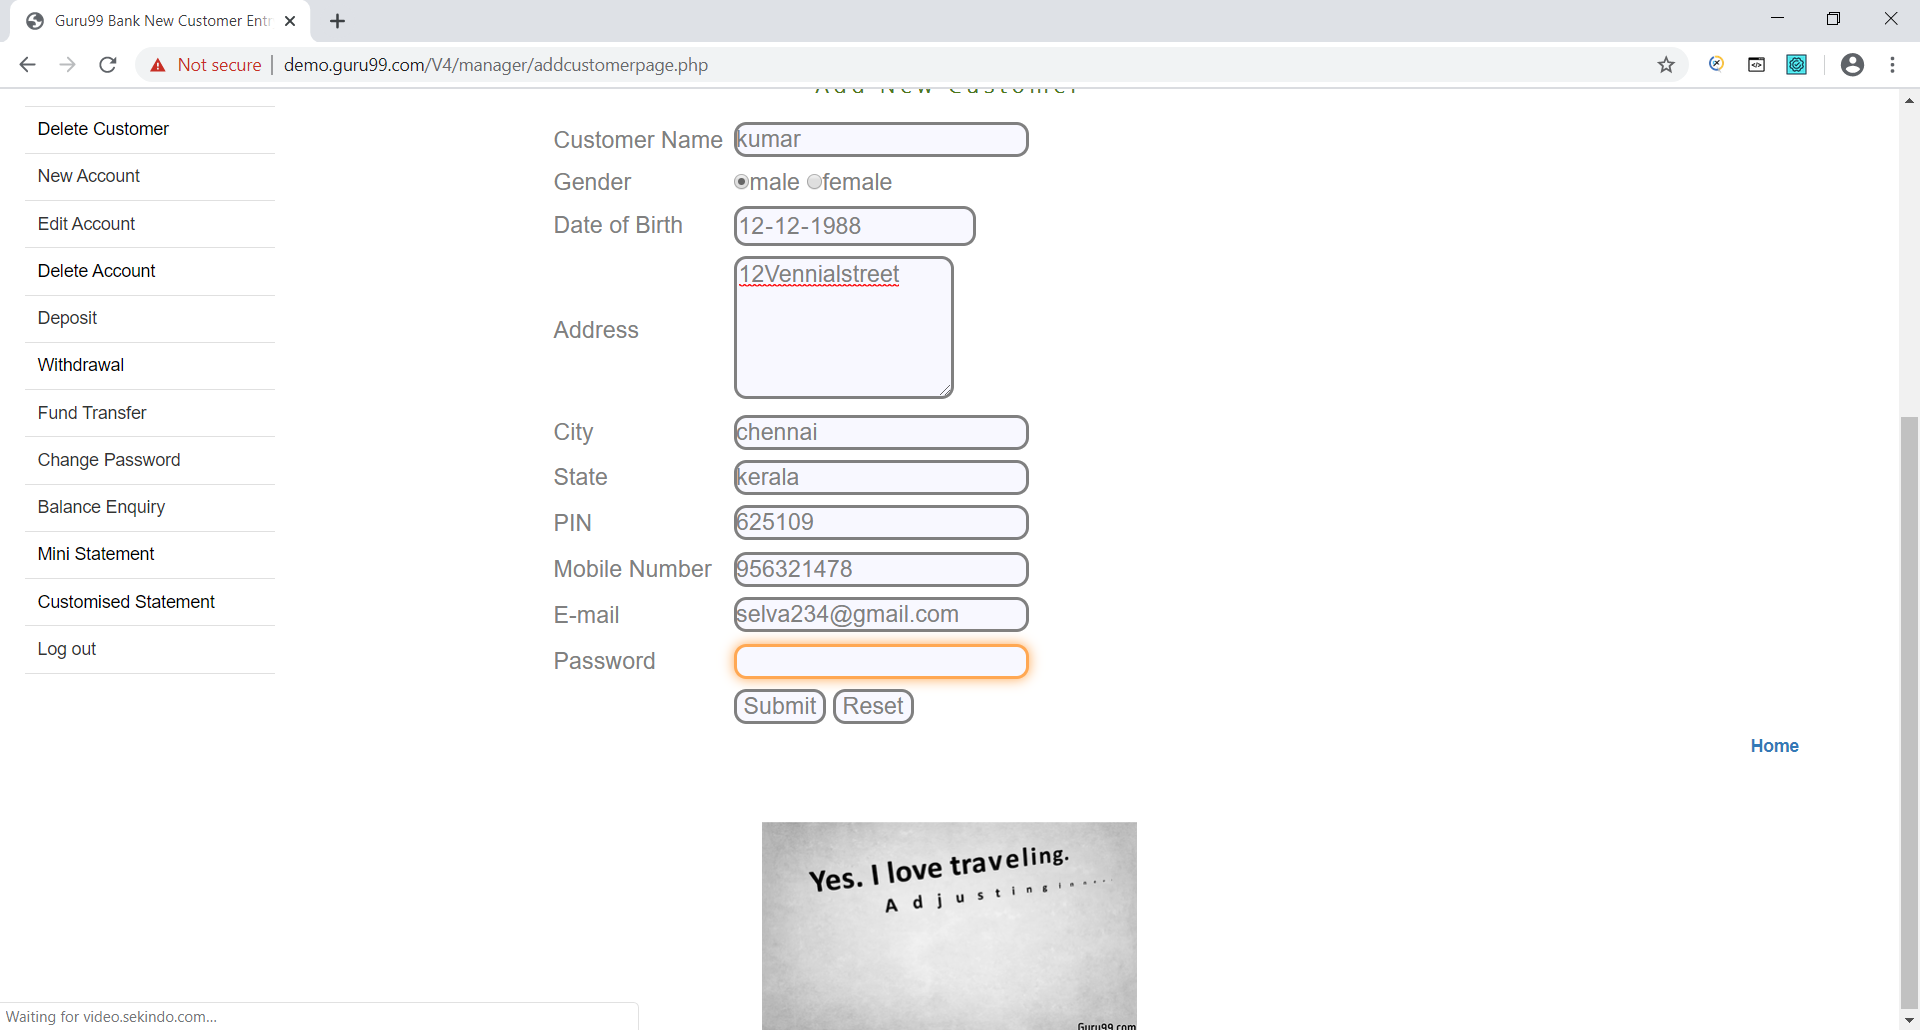 Guru99 Bank New Customer Entr
Not secure
demo.guru99.com/V4/manager/addcustomerpage.php
Add New Customer
Delete Customer
New Account
Edit Account
Delete Account
Deposit
Withdrawal
Fund Transfer
Change Password
Balance Enquiry
Mini Statement
Customised Statement
Log out
Customer Name kumar
Gender male female
Date of Birth 12-12-1988
Address 12Vennialstreet
City chennai
State kerala
PIN 625109
Mobile Number 956321478
E-mail selva234@gmail.com
Password
Submit Reset
Home
Yes. I love traveling.
Adjusting in....
Guru99.com
Waiting for video.sekindo.com...